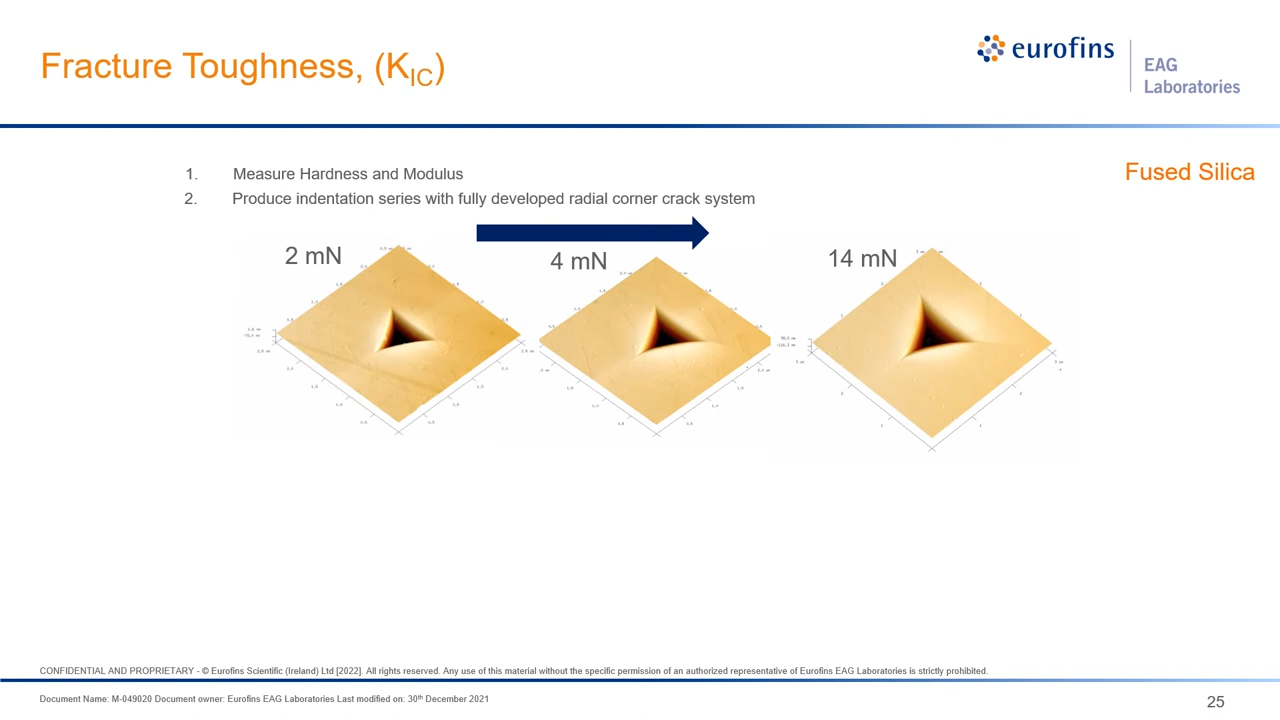 Fracture Toughness, (KIC)
eurofins
EAG
Laboratories
1. Measure Hardness and Modulus
2. Produce indentation series with fully developed radial corner crack system
Fused Silica
2 mN
4 mN
14 mN
CONFIDENTIAL AND PROPRIETARY - © Eurofins Scientific (Ireland) Ltd [2022]. All rights reserved. Any use of this material without the specific permission of an authorized representative of Eurofins EAG Laboratories is strictly prohibited.
Document Name: M-049020 Document owner: Eurofins EAG Laboratories Last modified on: 30th December 2021
25